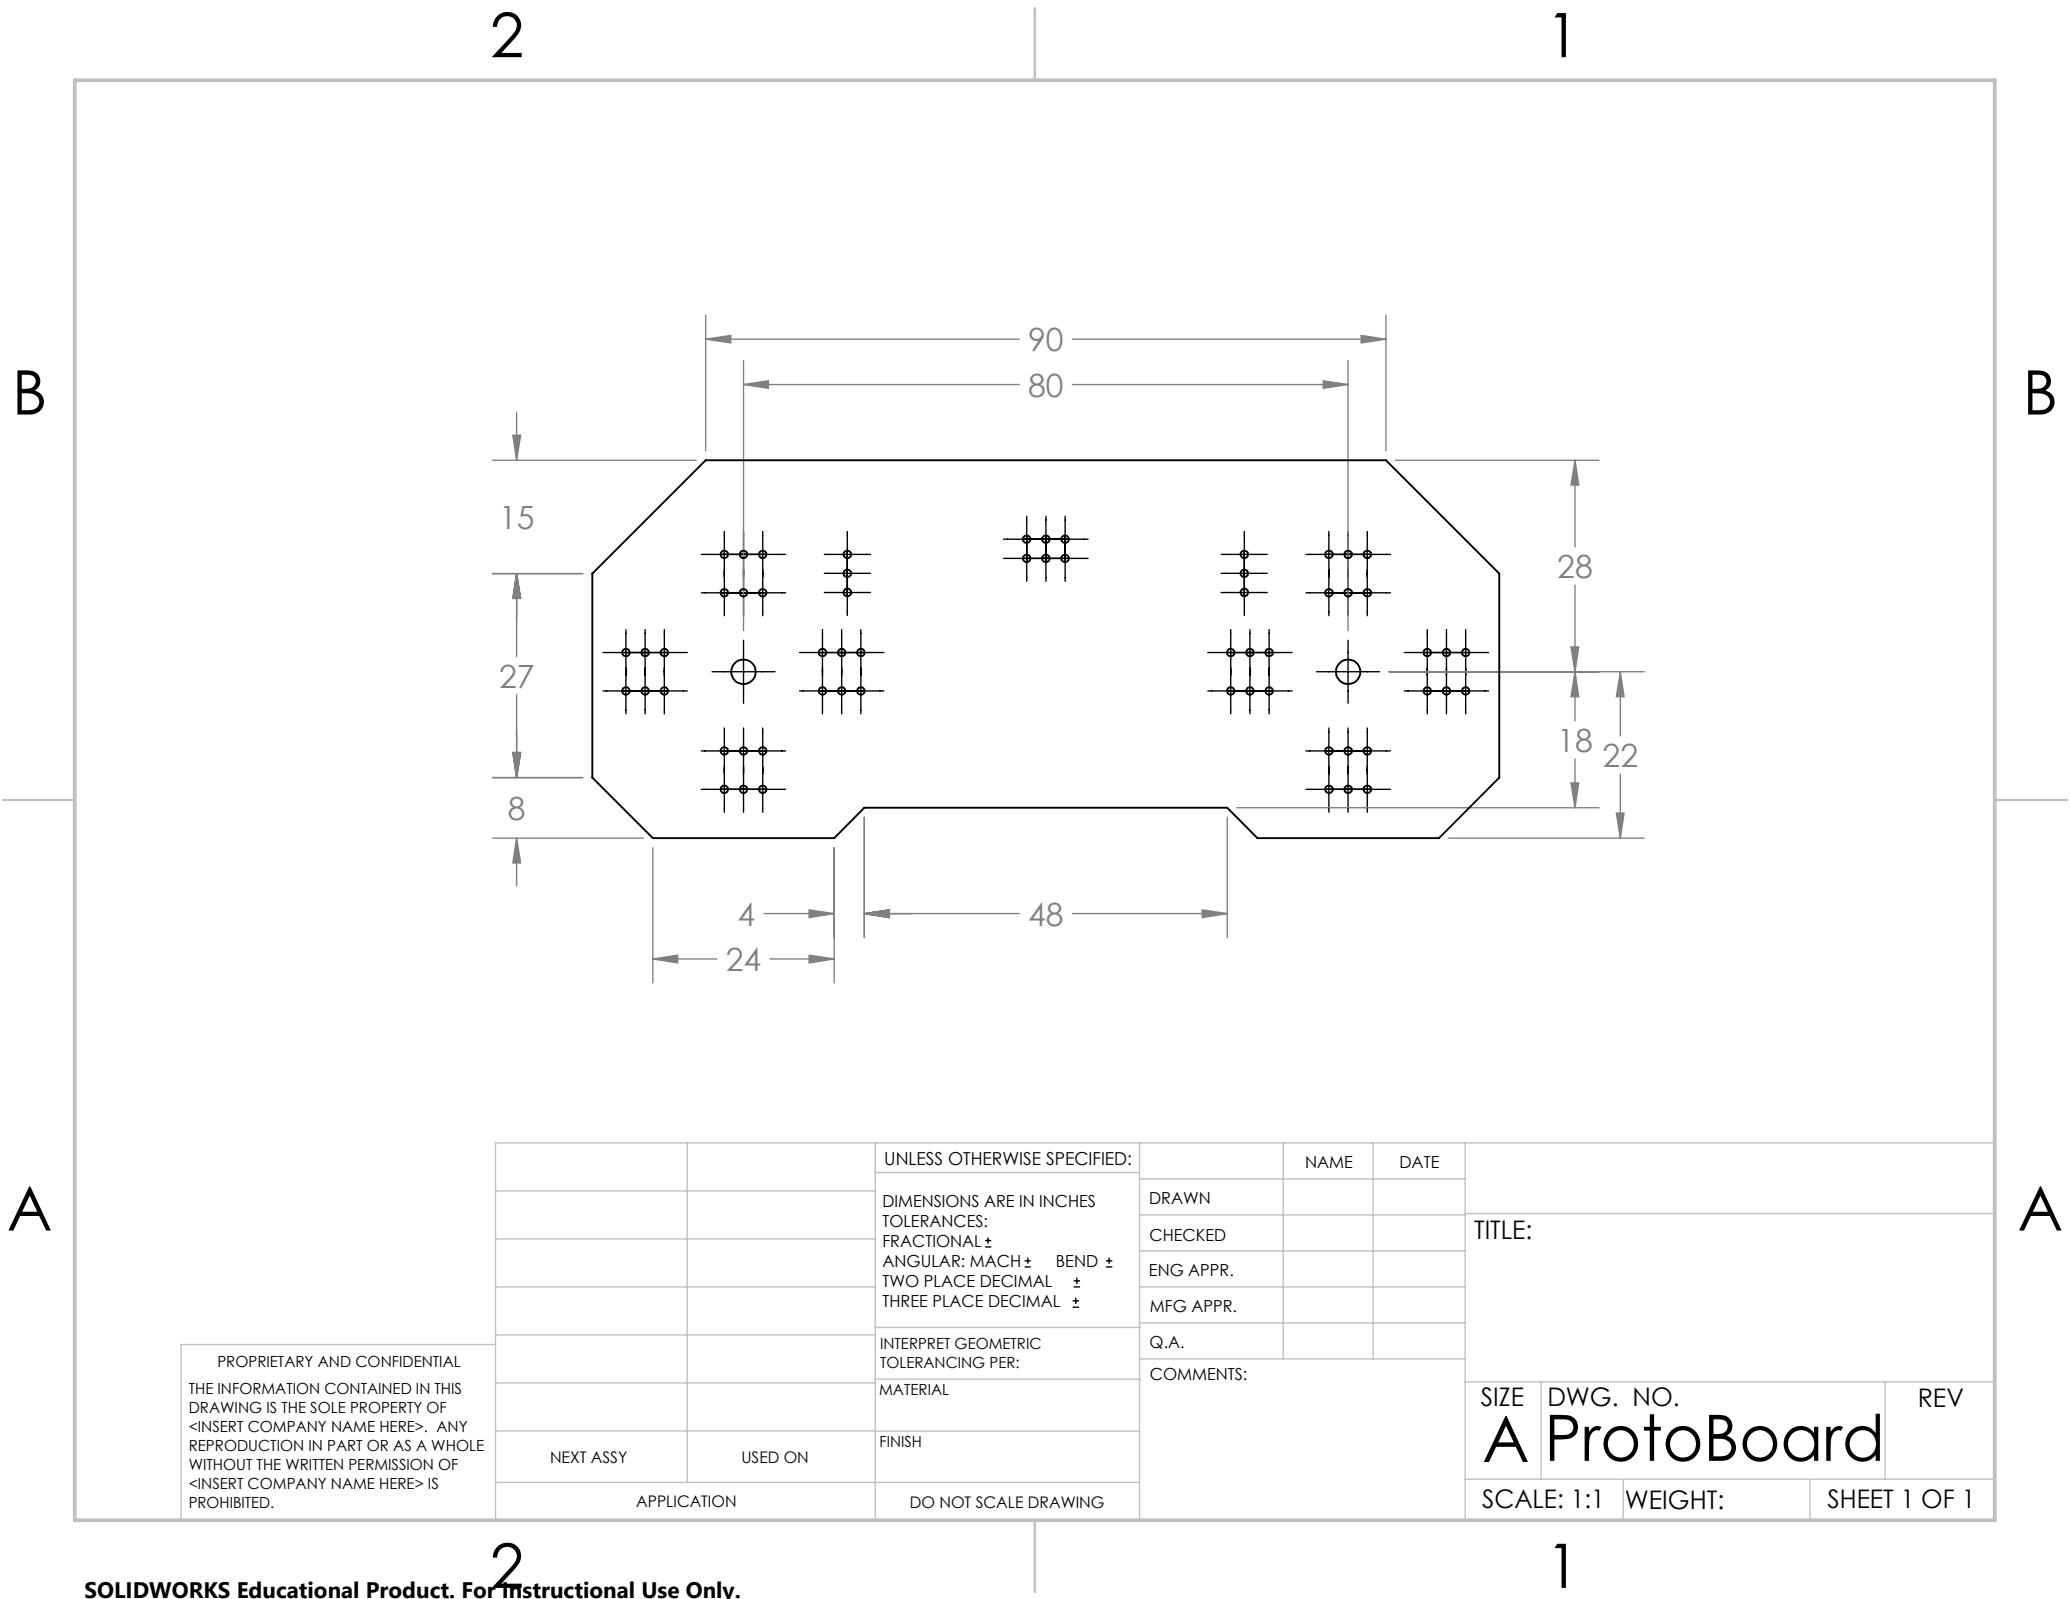 2 1
90
80
B B
15
28
27
18
22
8
4 48
24
A A
UNLESS OTHERWISE SPECIFIED:
DIMENSIONS ARE IN INCHES
TOLERANCES:
FRACTIONAL ±
ANGULAR: MACH ± BEND ±
TWO PLACE DECIMAL ±
THREE PLACE DECIMAL ±
INTERPRET GEOMETRIC
TOLERANCING PER:
MATERIAL
FINISH
DO NOT SCALE DRAWING
NAME DATE
DRAWN
CHECKED
ENG APPR.
MFG APPR.
Q.A.
COMMENTS:
TITLE:
SIZE DWG. NO. REV
A ProtoBoard
SCALE: 1:1 WEIGHT: SHEET 1 OF 1
PROPRIETARY AND CONFIDENTIAL
THE INFORMATION CONTAINED IN THIS
DRAWING IS THE SOLE PROPERTY OF
<INSERT COMPANY NAME HERE>. ANY
REPRODUCTION IN PART OR AS A WHOLE
WITHOUT THE WRITTEN PERMISSION OF
<INSERT COMPANY NAME HERE> IS
PROHIBITED.
NEXT ASSY USED ON
APPLICATION
2 1
SOLIDWORKS Educational Product. For Instructional Use Only.